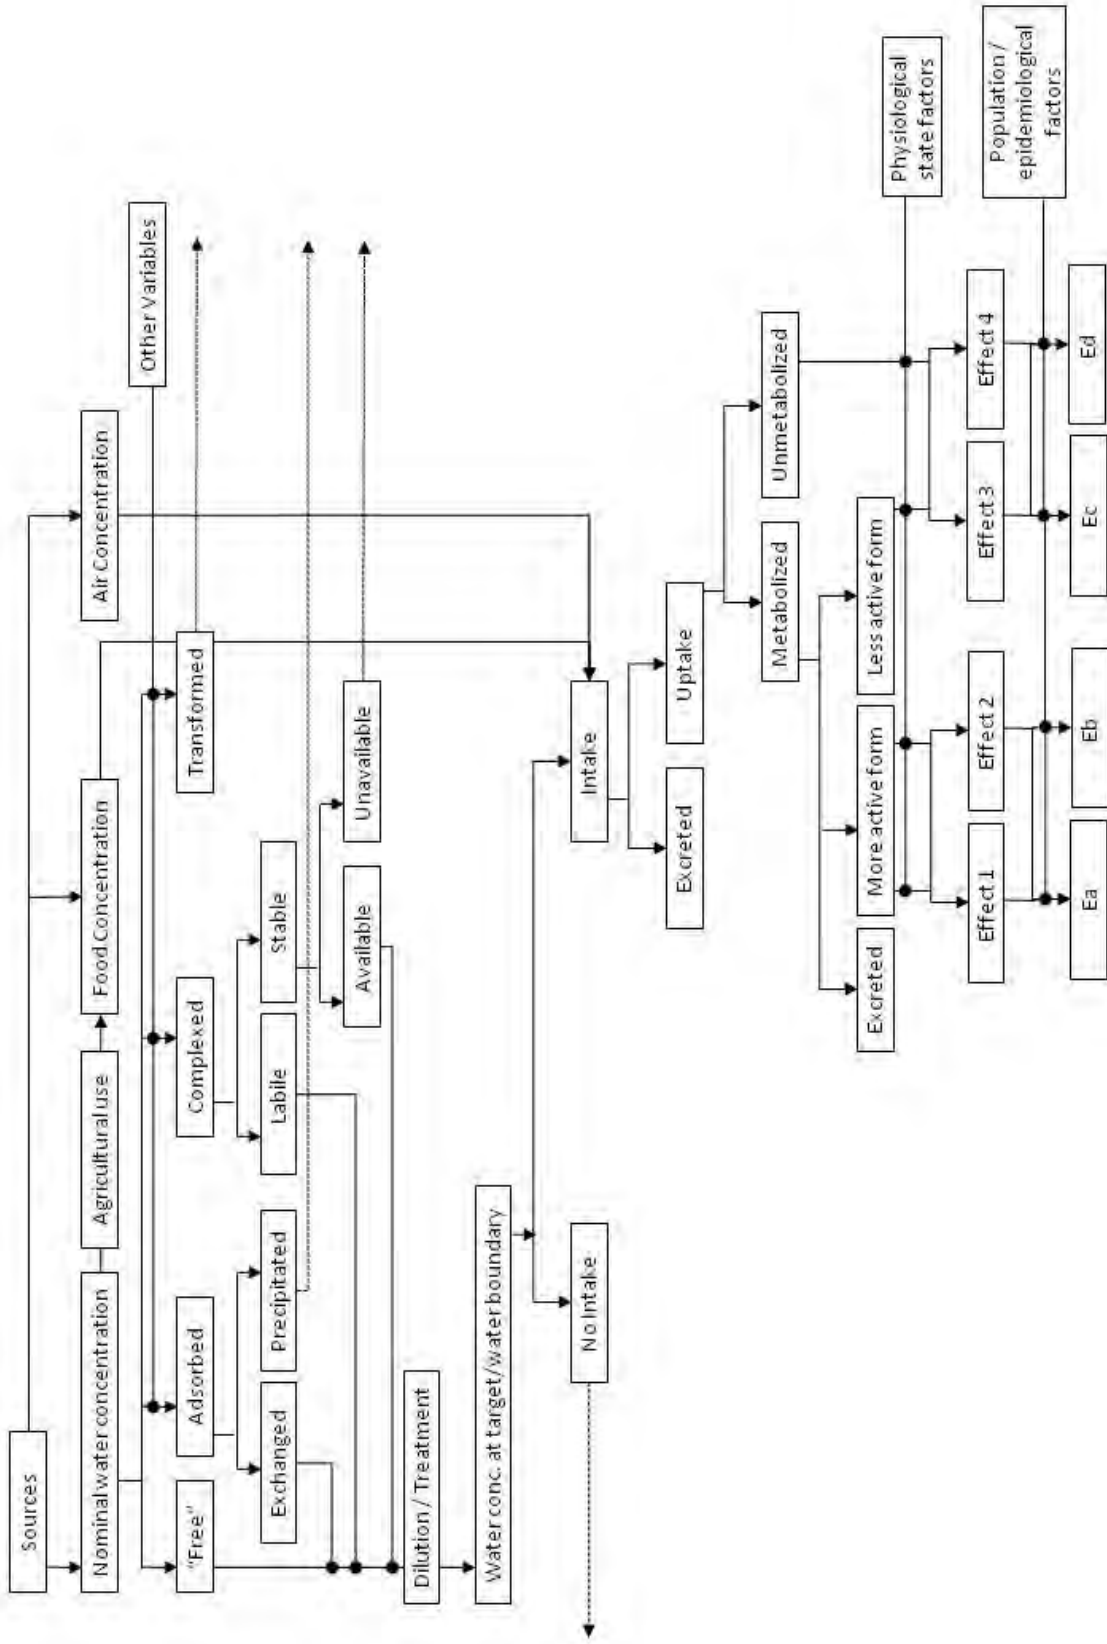 Sources
Nominal water concentration
Agricultural use
Food Concentration
Air Concentration
Other Variables
"Free"
Adsorbed
Complexed
Transformed
Exchanged
Precipitated
Labile
Stable
Available
Unavailable
Dilution / Treatment
Water conc. at target/water boundary
No Intake
Intake
Excreted
Uptake
Metabolized
Unmetabolized
Excreted
More active form
Less active form
Physiological
state factors
Effect 1
Effect 2
Effect 3
Effect 4
Population /
epidemiological
factors
Ea
Eb
Ec
Ed